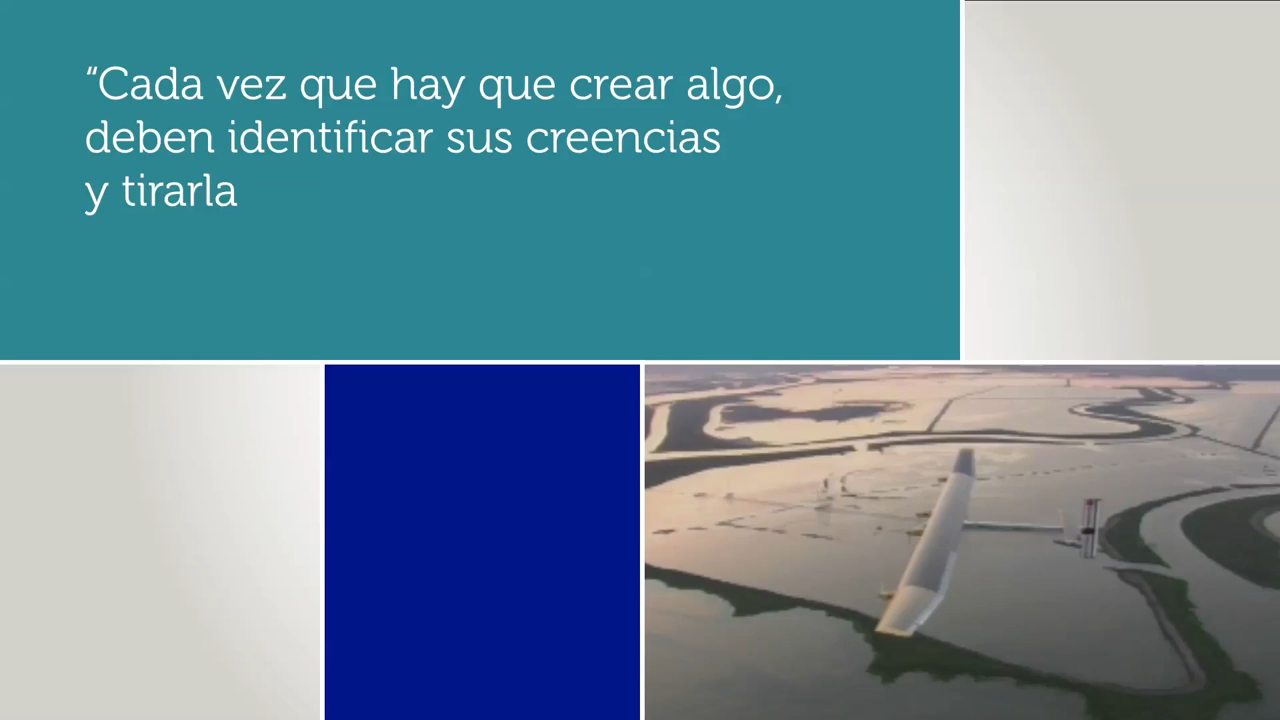 “Cada vez que hay que crear algo,
deben identificar sus creencias
y tirarla